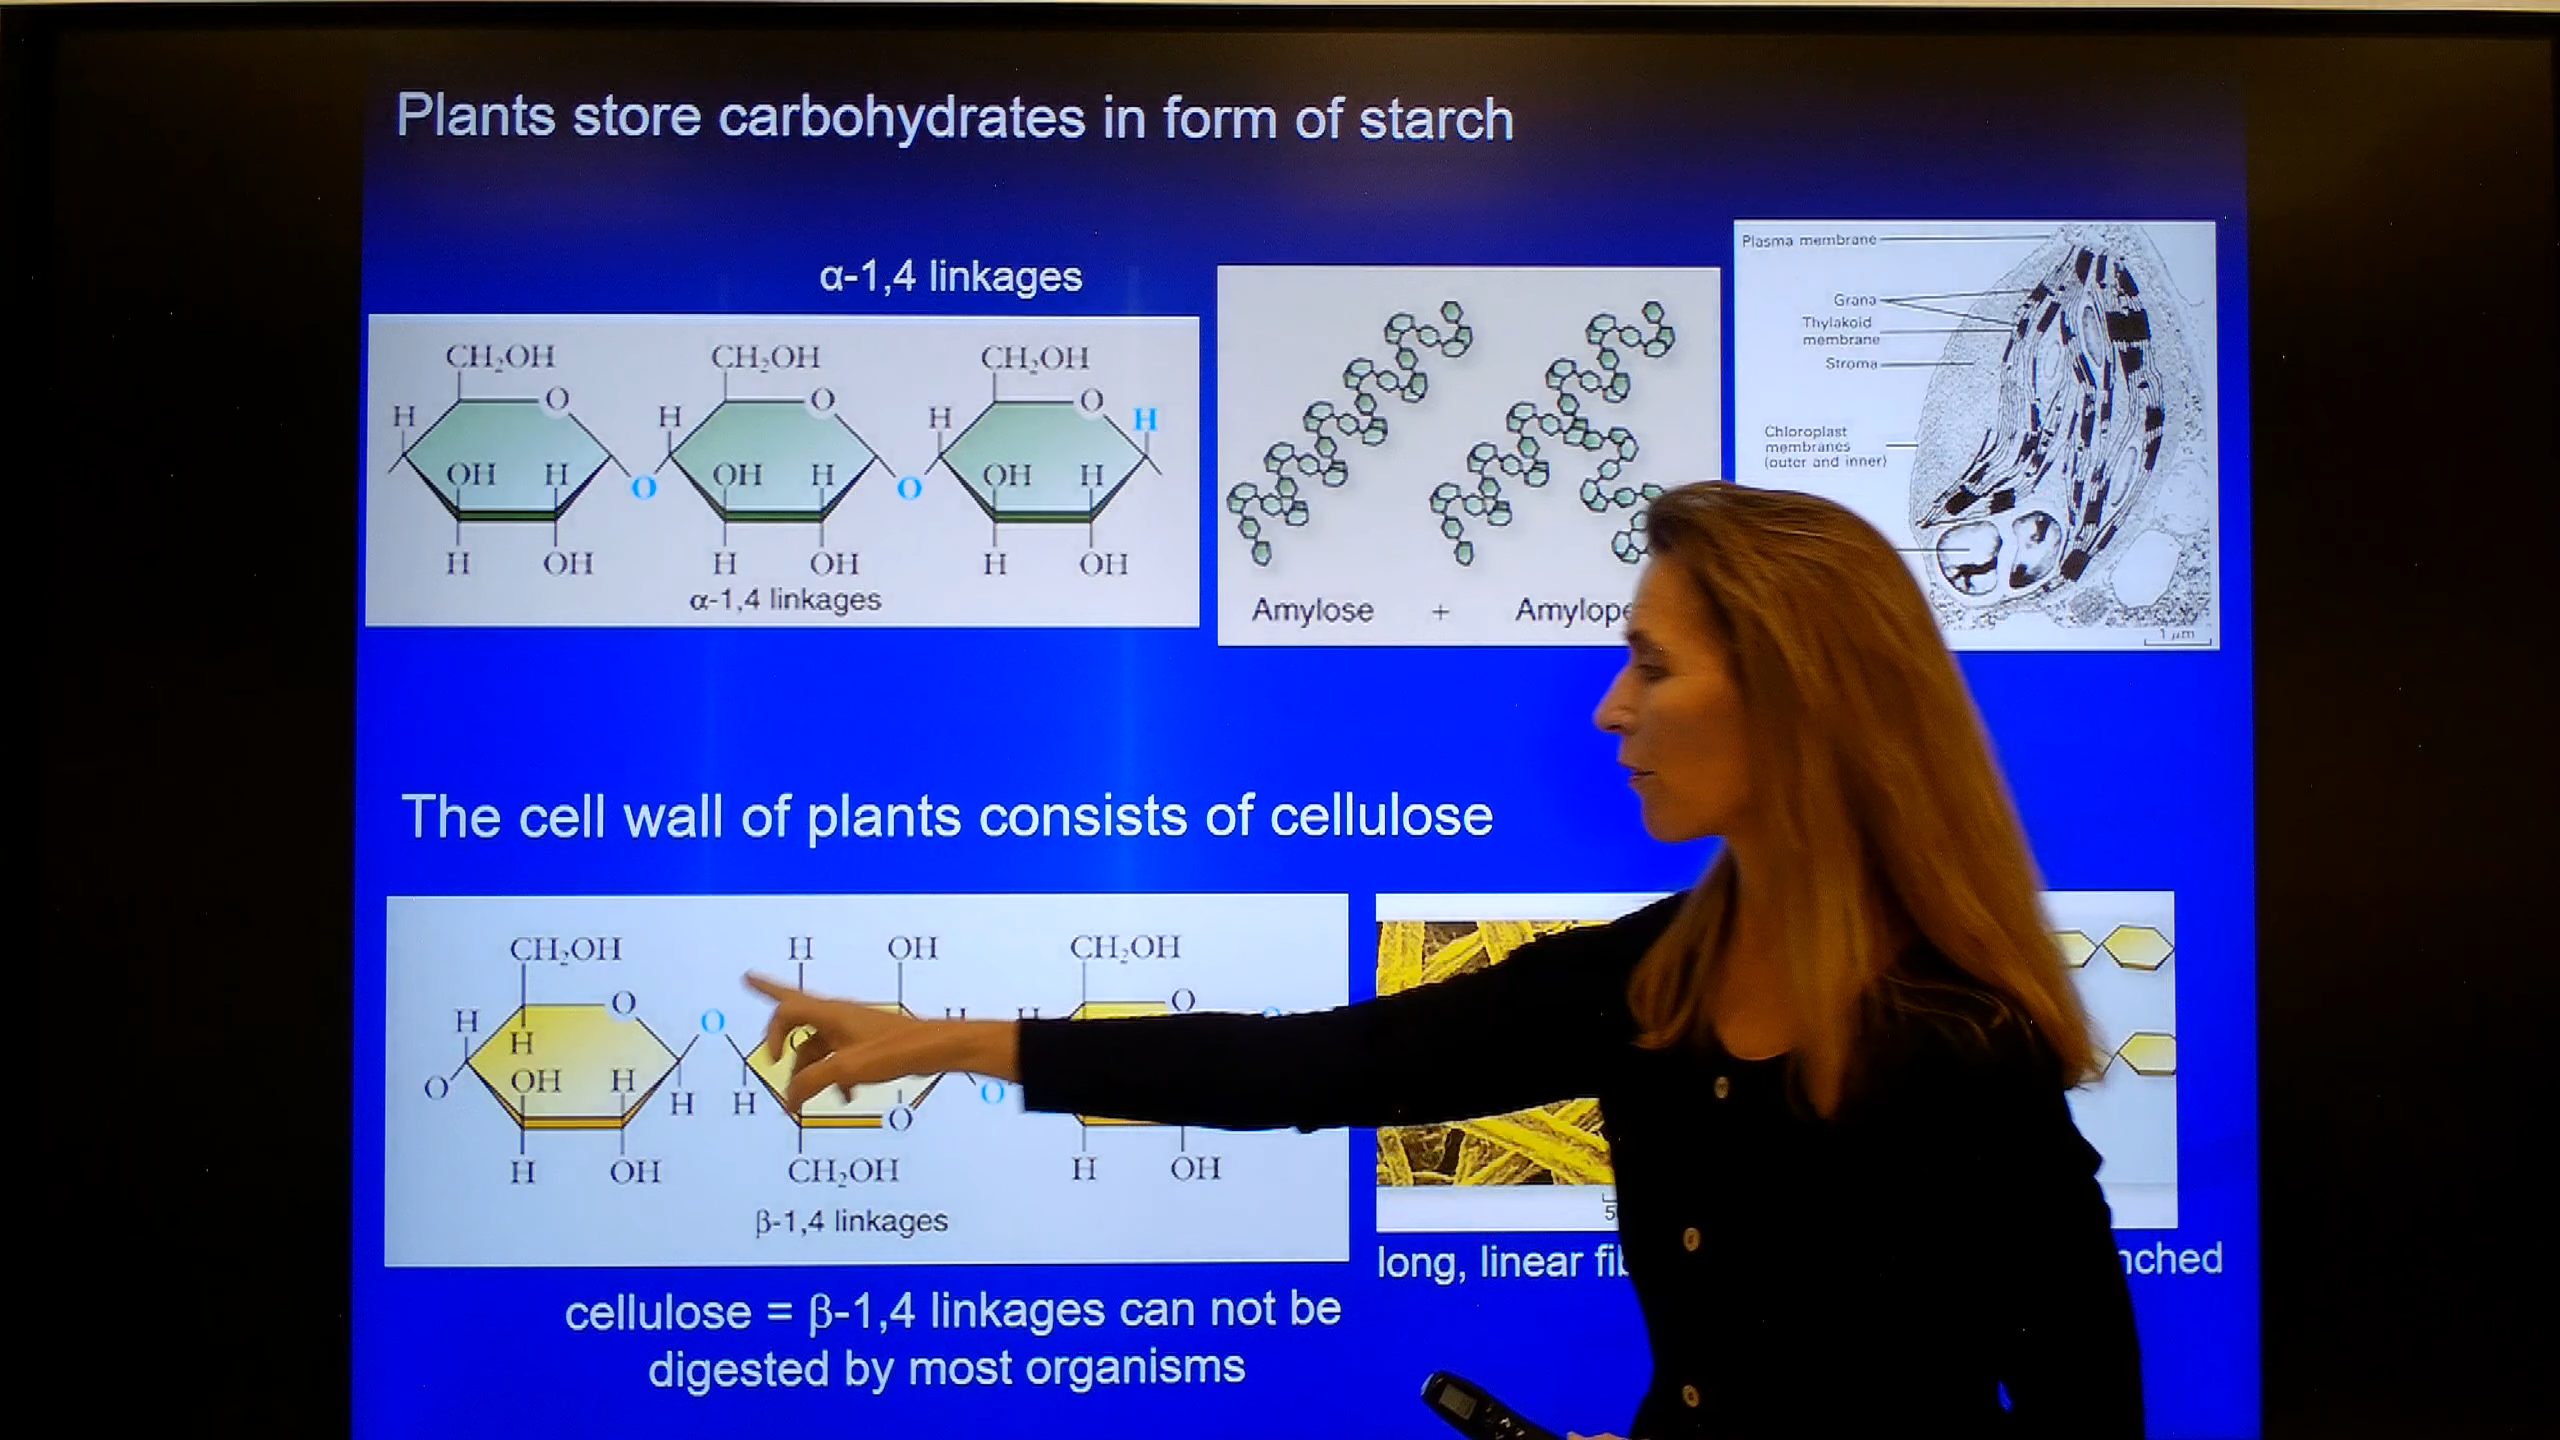 Plants store carbohydrates in form of starch
α-1,4 linkages
CH₂OH CH₂OH CH₂OH
H O H O H O H
OH H OH H OH H
O O
H OH H OH H OH
α-1,4 linkages
Amylose +
Plasma membrane
Grana
Thylakoid
membrane
Stroma
Chloroplast
membranes
(outer and inner)
1 µm
The cell wall of plants consists of cellulose
CH₂OH H OH CH₂OH
H O O H H O
H
O OH H H H O O
H OH CH₂OH H OH
β-1,4 linkages
long, linear
cellulose = β-1,4 linkages can not be
digested by most organisms